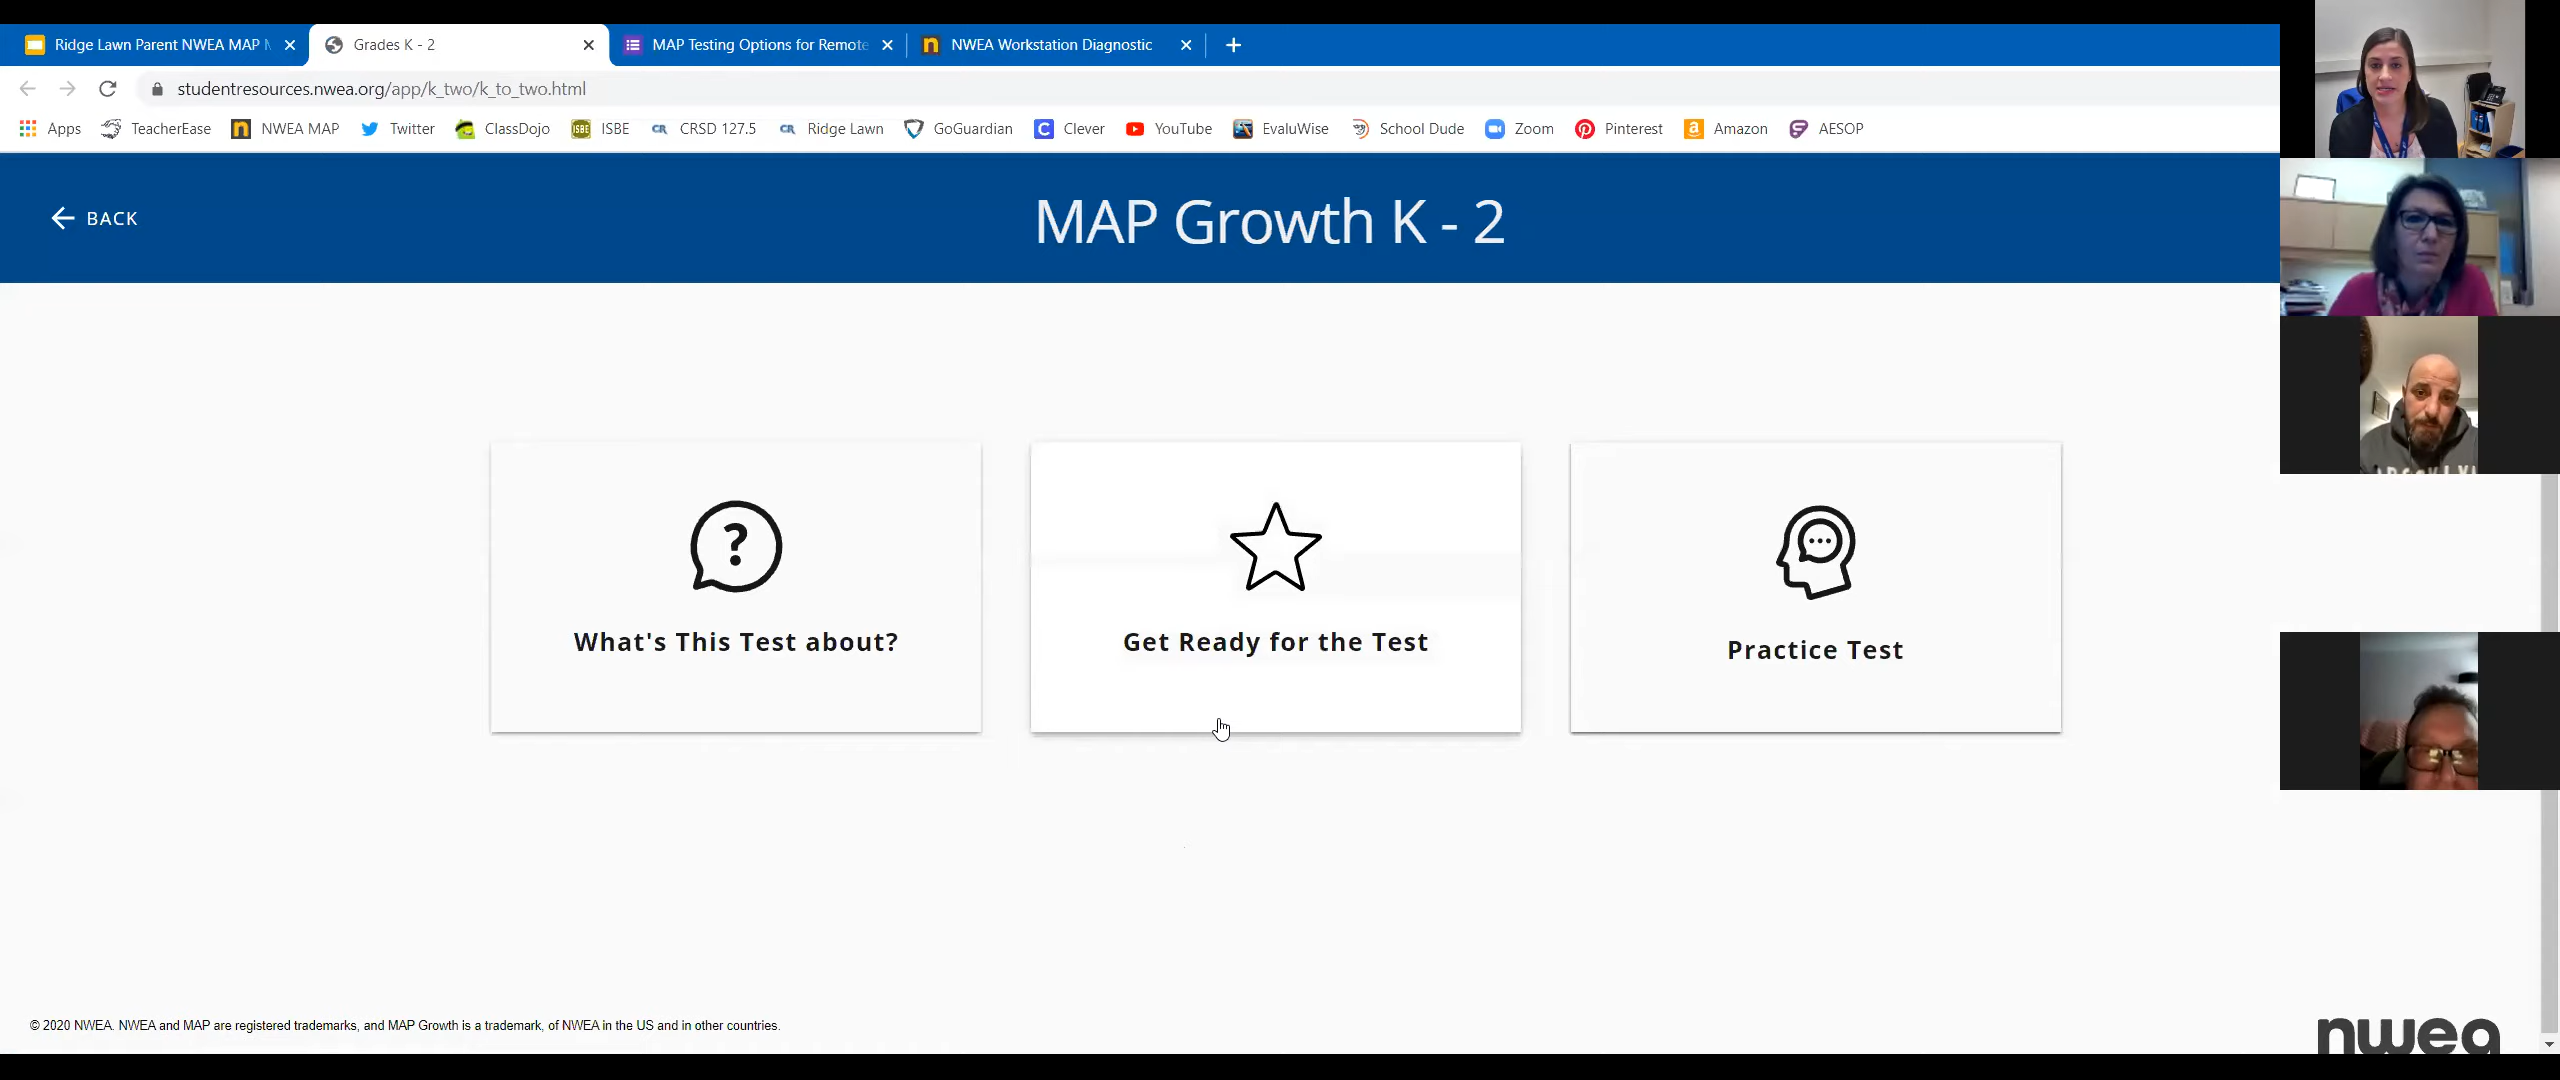 Ridge Lawn Parent NWEA MAP
Grades K - 2
MAP Testing Options for Remote
NWEA Workstation Diagnostic
studentresources.nwea.org/app/k_two/k_to_two.html
Apps TeacherEase NWEA MAP Twitter ClassDojo ISBE ISBE CR CRSD 127.5 CR Ridge Lawn GoGuardian C Clever YouTube EvaluWise School Dude Zoom Pinterest Amazon AESOP
BACK
MAP Growth K - 2
?
What's This Test about?
Get Ready for the Test
Practice Test
© 2020 NWEA. NWEA and MAP are registered trademarks, and MAP Growth is a trademark, of NWEA in the US and in other countries.
nwea